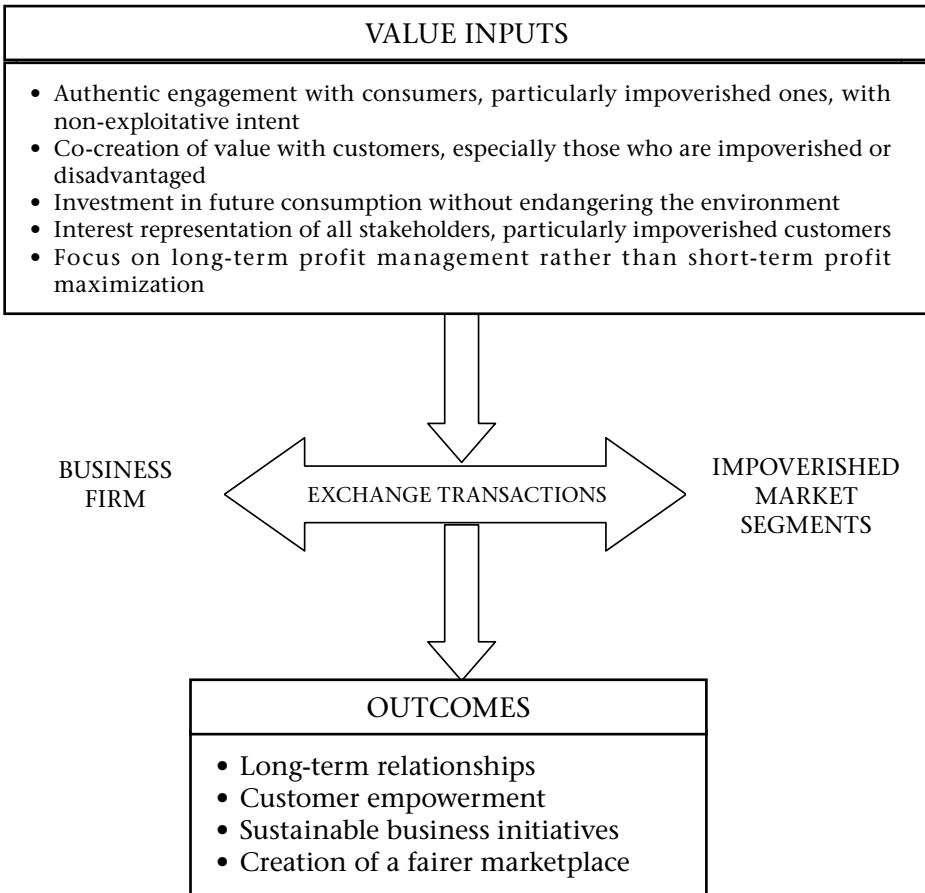 VALUE INPUTS
• Authentic engagement with consumers, particularly impoverished ones, with
non-exploitative intent
• Co-creation of value with customers, especially those who are impoverished or
disadvantaged
• Investment in future consumption without endangering the environment
• Interest representation of all stakeholders, particularly impoverished customers
• Focus on long-term profit management rather than short-term profit
maximization
BUSINESS
FIRM
EXCHANGE TRANSACTIONS
IMPOVERISHED
MARKET
SEGMENTS
OUTCOMES
• Long-term relationships
• Customer empowerment
• Sustainable business initiatives
• Creation of a fairer marketplace